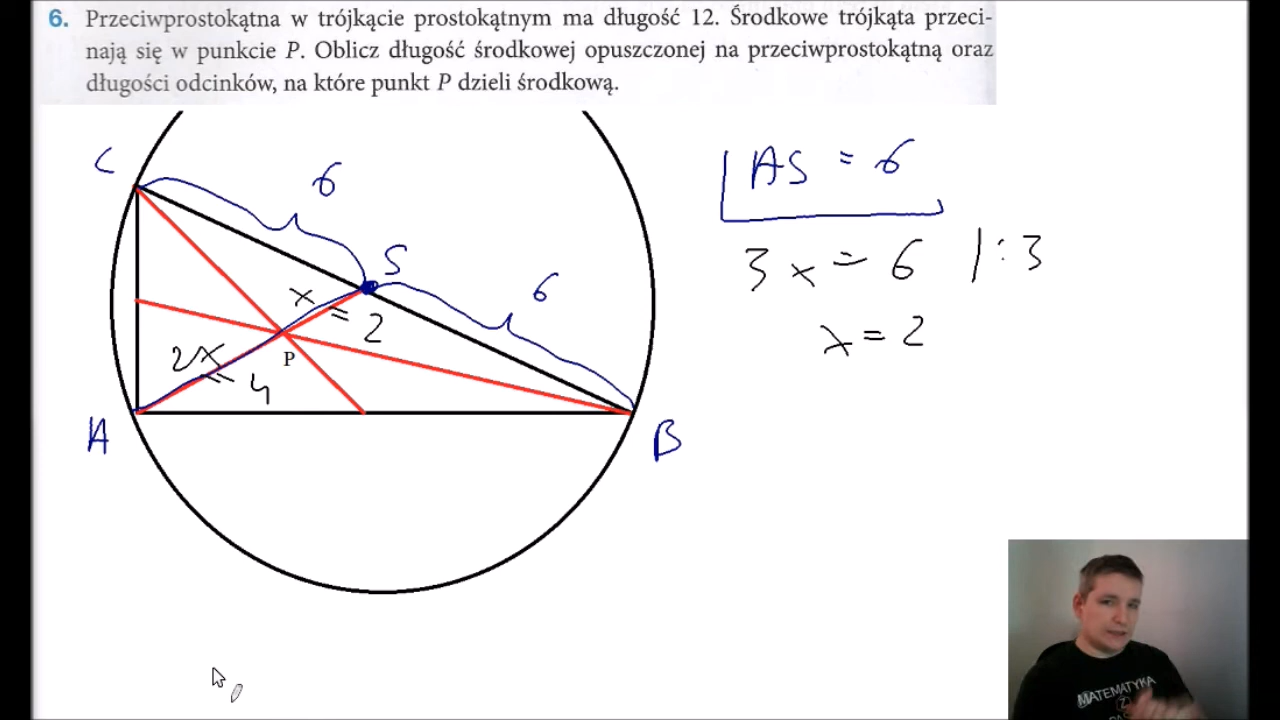 6. Przeciwprostokątna w trójkącie prostokątnym ma długość 12. Środkowe trójkąta przeci-
nają się w punkcie P. Oblicz długość środkowej opuszczonej na przeciwprostokątną oraz
długości odcinków, na które punkt P dzieli środkową.
C
6
AS = 6
S
3x = 6 |:3
6
x
= 2
x = 2
2x
P
= 4
A
B
MATEMATYKA
Z